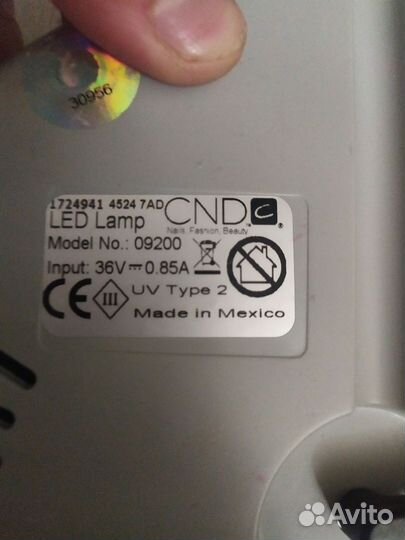 30956
1724941 4524 7AD
LED Lamp
CND C
Nails, Fashion, Beauty
Model No.: 09200
Input: 36V⎓0.85A
CE III UV Type 2
Made in Mexico
Avito